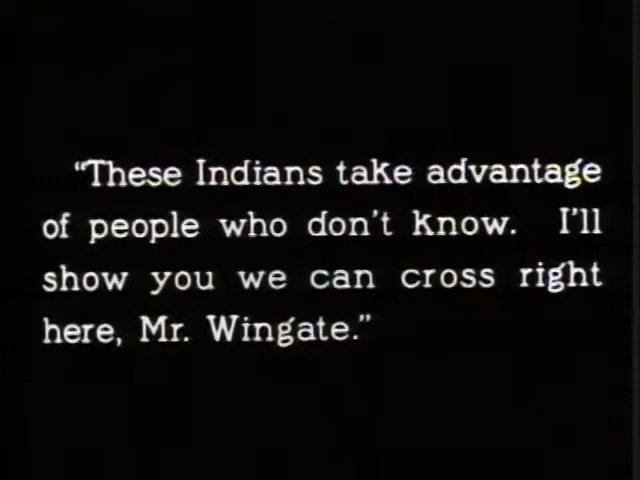 “These Indians take advantage
of people who don't know. I'll
show you we can cross right
here, Mr. Wingate.”